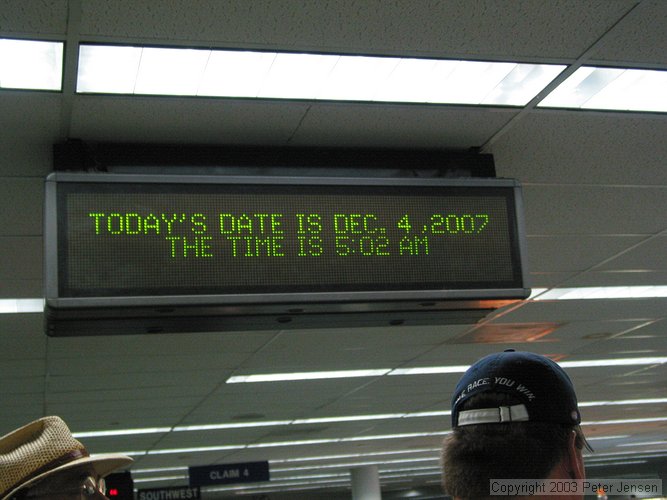 TODAY'S DATE IS DEC. 4,2007
THE TIME IS 5:02 AM
RACE. YOU WIN.
CLAIM 4
SOUTHWEST
Copyright ©2003 Peter Jensen